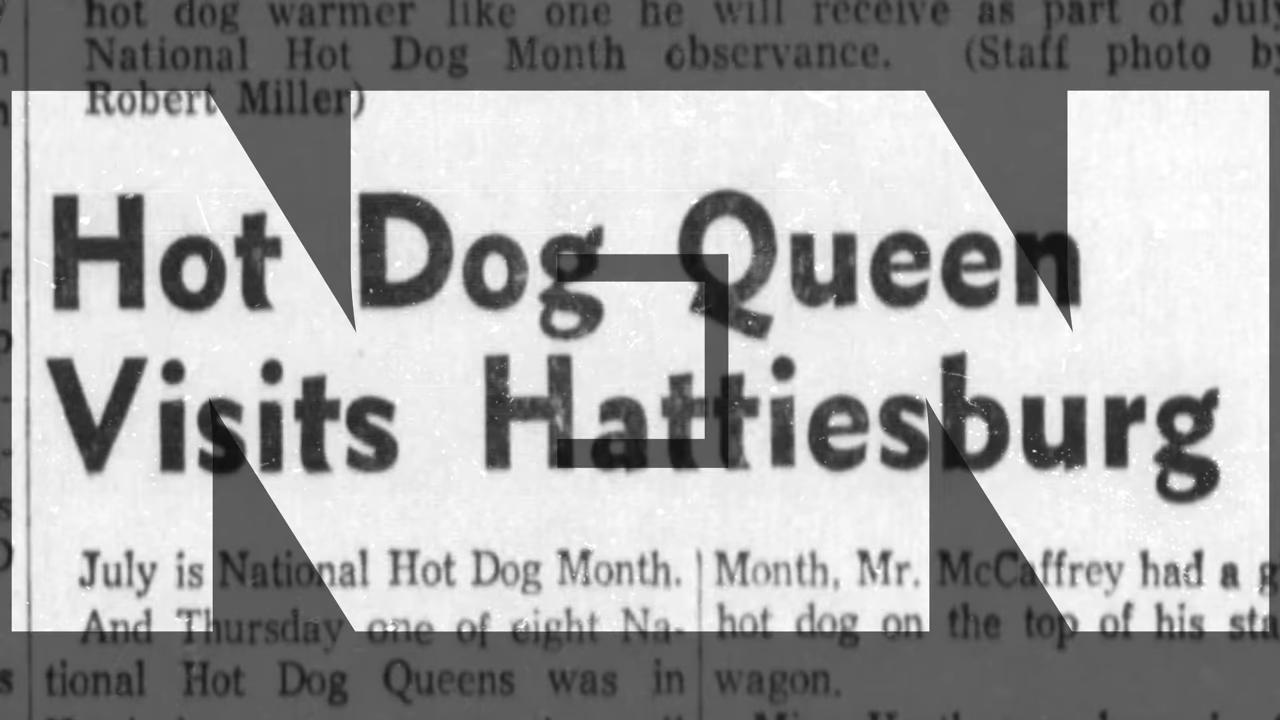 hot dog warmer like one he will receive as part of July
National Hot Dog Month observance. (Staff photo by
Robert Miller)
Hot Dog Queen
Visits Hattiesburg
July is National Hot Dog Month.
And Thursday one of eight Na-
tional Hot Dog Queens was in
Month, Mr. McCaffrey had a
hot dog on the top of his
wagon.